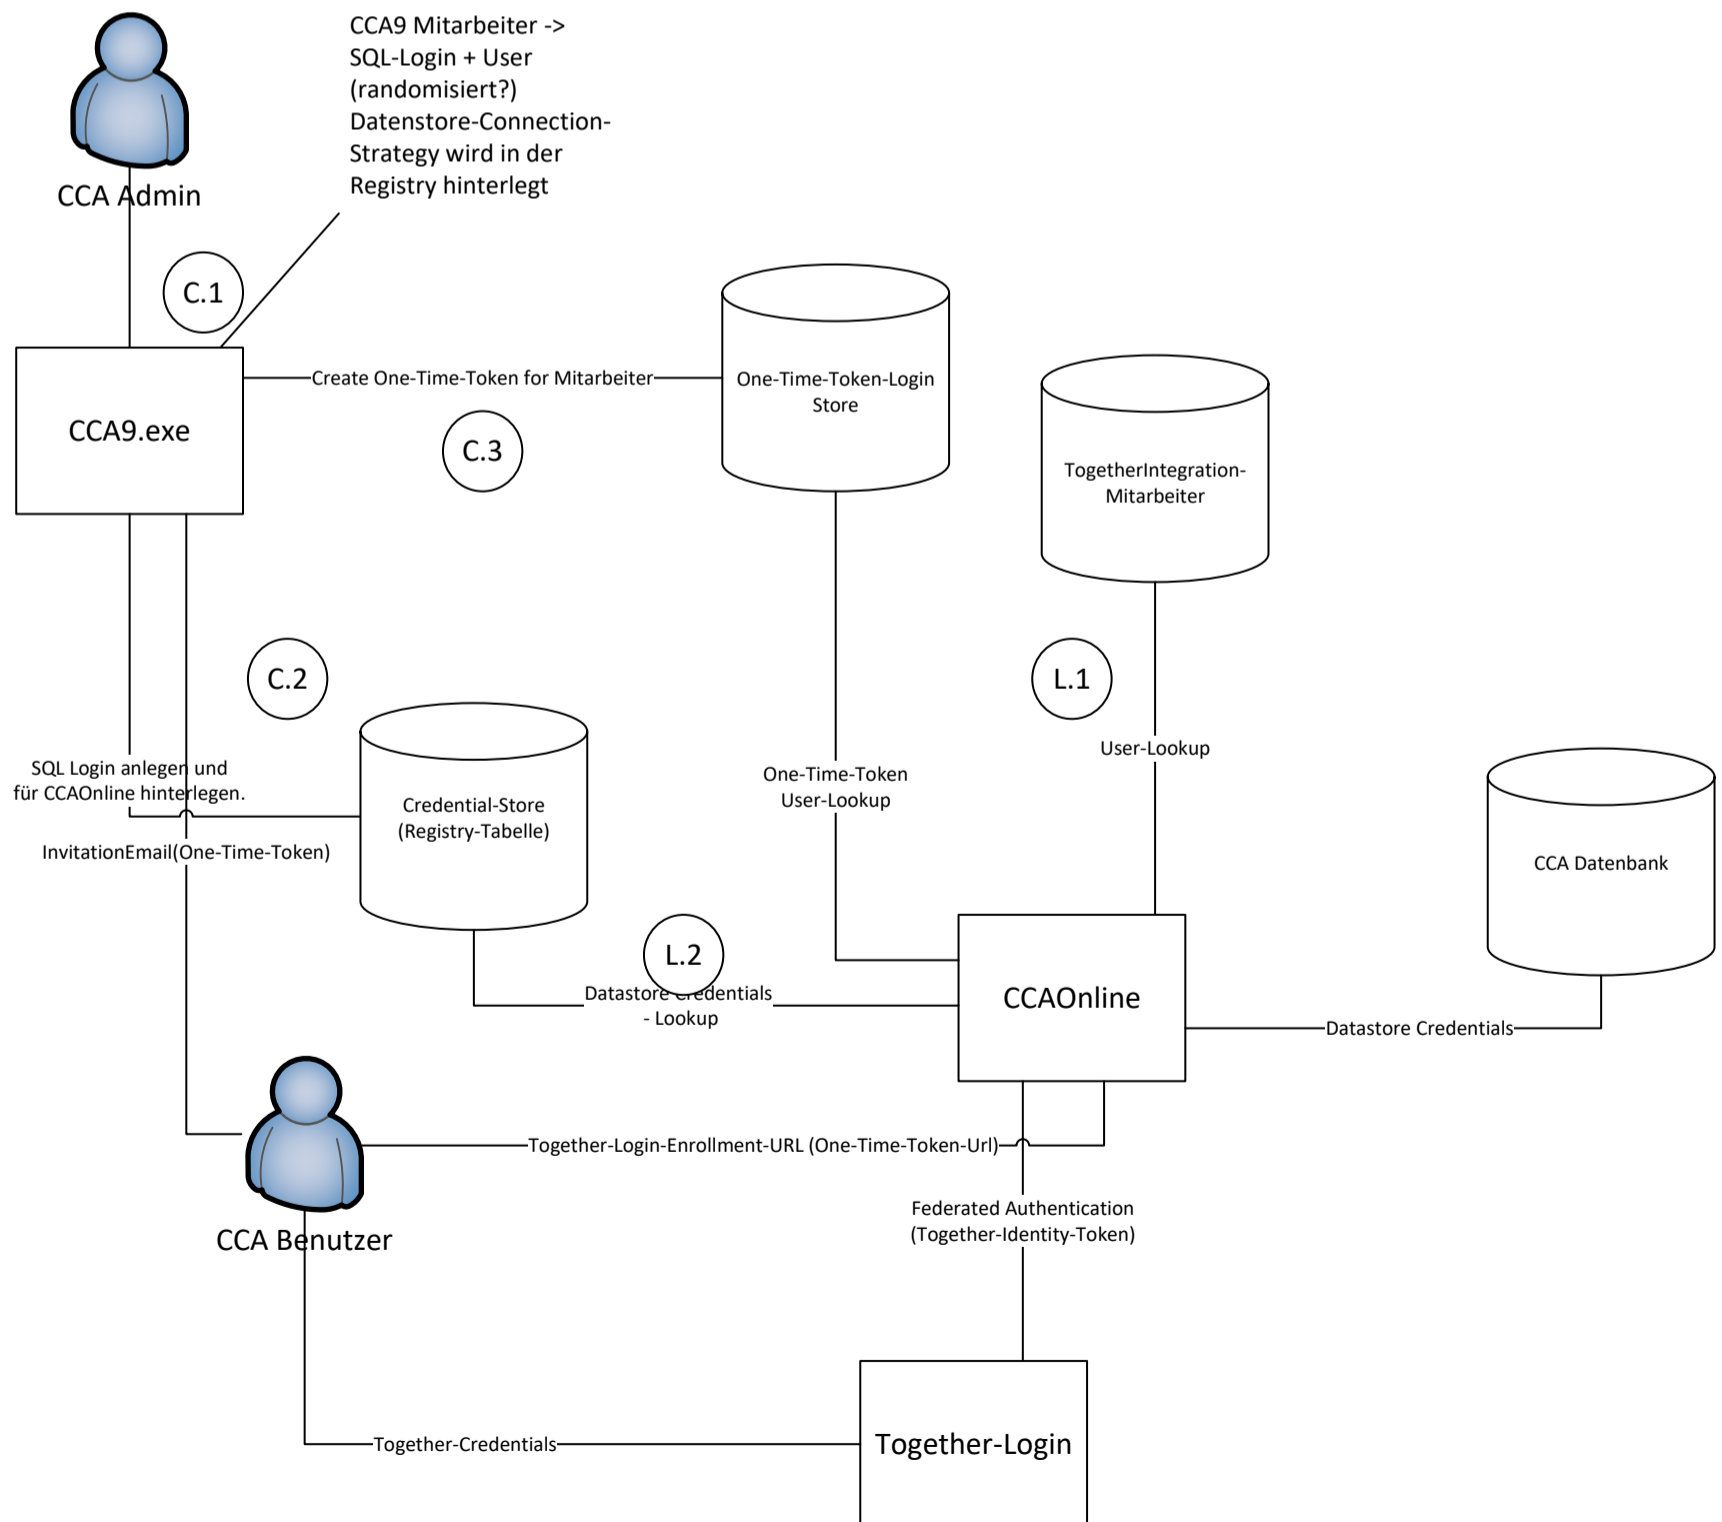 CCA9 Mitarbeiter ->
SQL-Login + User
(randomisiert?)
Datenstore-Connection-
Strategy wird in der
Registry hinterlegt
CCA Admin
C.1
Create One-Time-Token for Mitarbeiter
One-Time-Token-Login
Store
CCA9.exe
C.3
TogetherIntegration-
Mitarbeiter
C.2
L.1
User-Lookup
SQL Login anlegen und
für CCAOnline hinterlegen.
One-Time-Token
User-Lookup
Credential-Store
(Registry-Tabelle)
InvitationEmail(One-Time-Token)
CCA Datenbank
L.2
Datastore Credentials
- Lookup
CCAOnline
Datastore Credentials
Together-Login-Enrollment-URL (One-Time-Token-Url)
Federated Authentication
(Together-Identity-Token)
CCA Benutzer
Together-Credentials
Together-Login